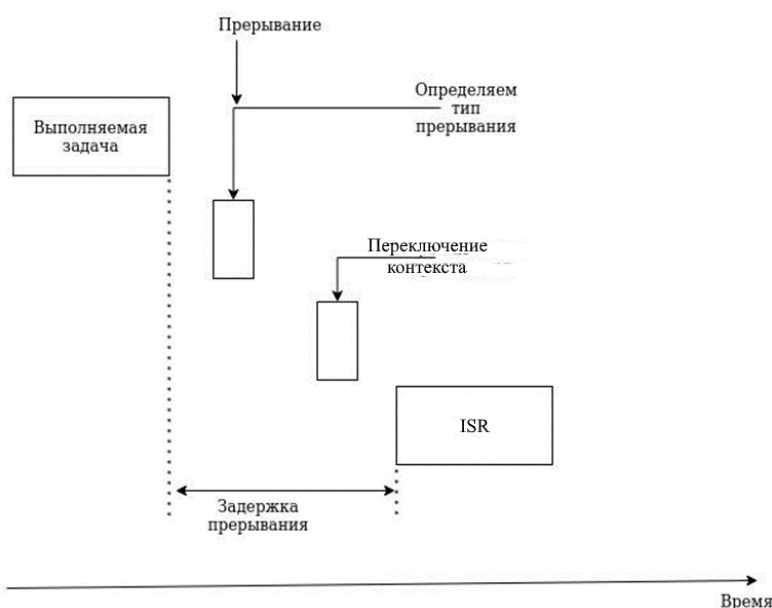 Прерывание
Определяем
тип
прерывания
Выполняемая
задача
Переключение
контекста
ISR
Задержка
прерывания
Время